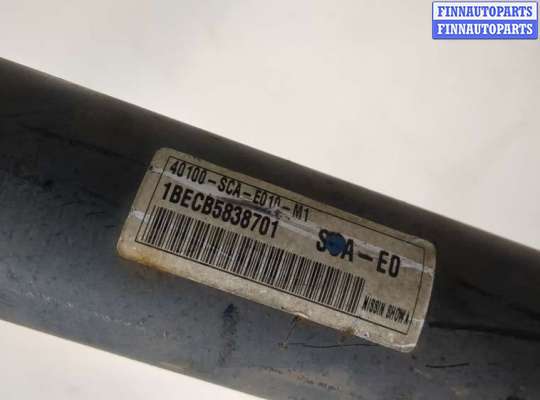 FINNAUTOPARTS
FINNAUTOPARTS
40100-SCA-E010-M1
1BECB5838701
SCA-E0
NISSIN SHOWA